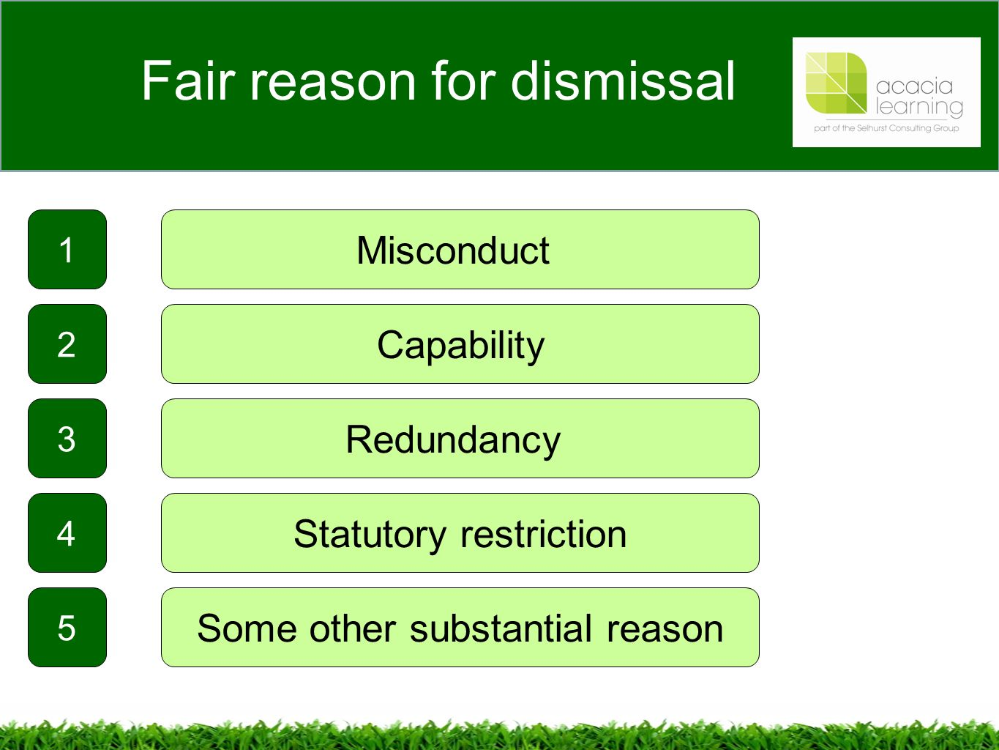 Fair reason for dismissal
acacia
learning
part of the Selhurst Consulting Group
1
Misconduct
2
Capability
3
Redundancy
4
Statutory restriction
5
Some other substantial reason